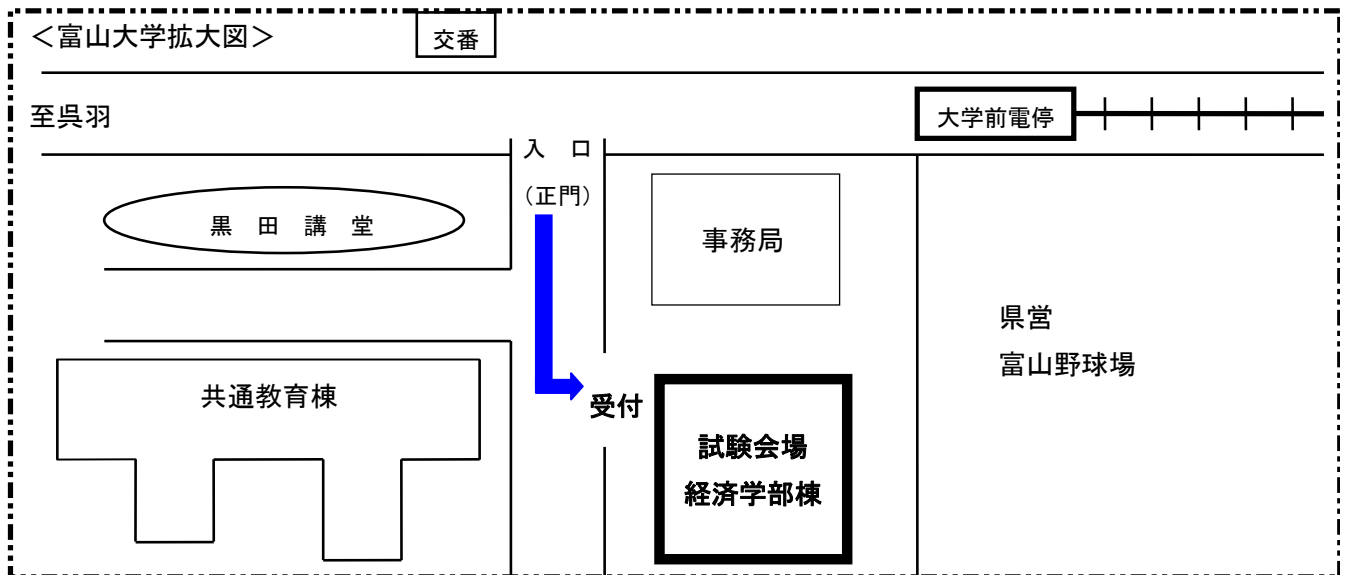 <富山大学拡大図>
交番
至呉羽
大学前電停
入　口
（正門）
黒　田　講　堂
事務局
県営
富山野球場
共通教育棟
受付
試験会場
経済学部棟